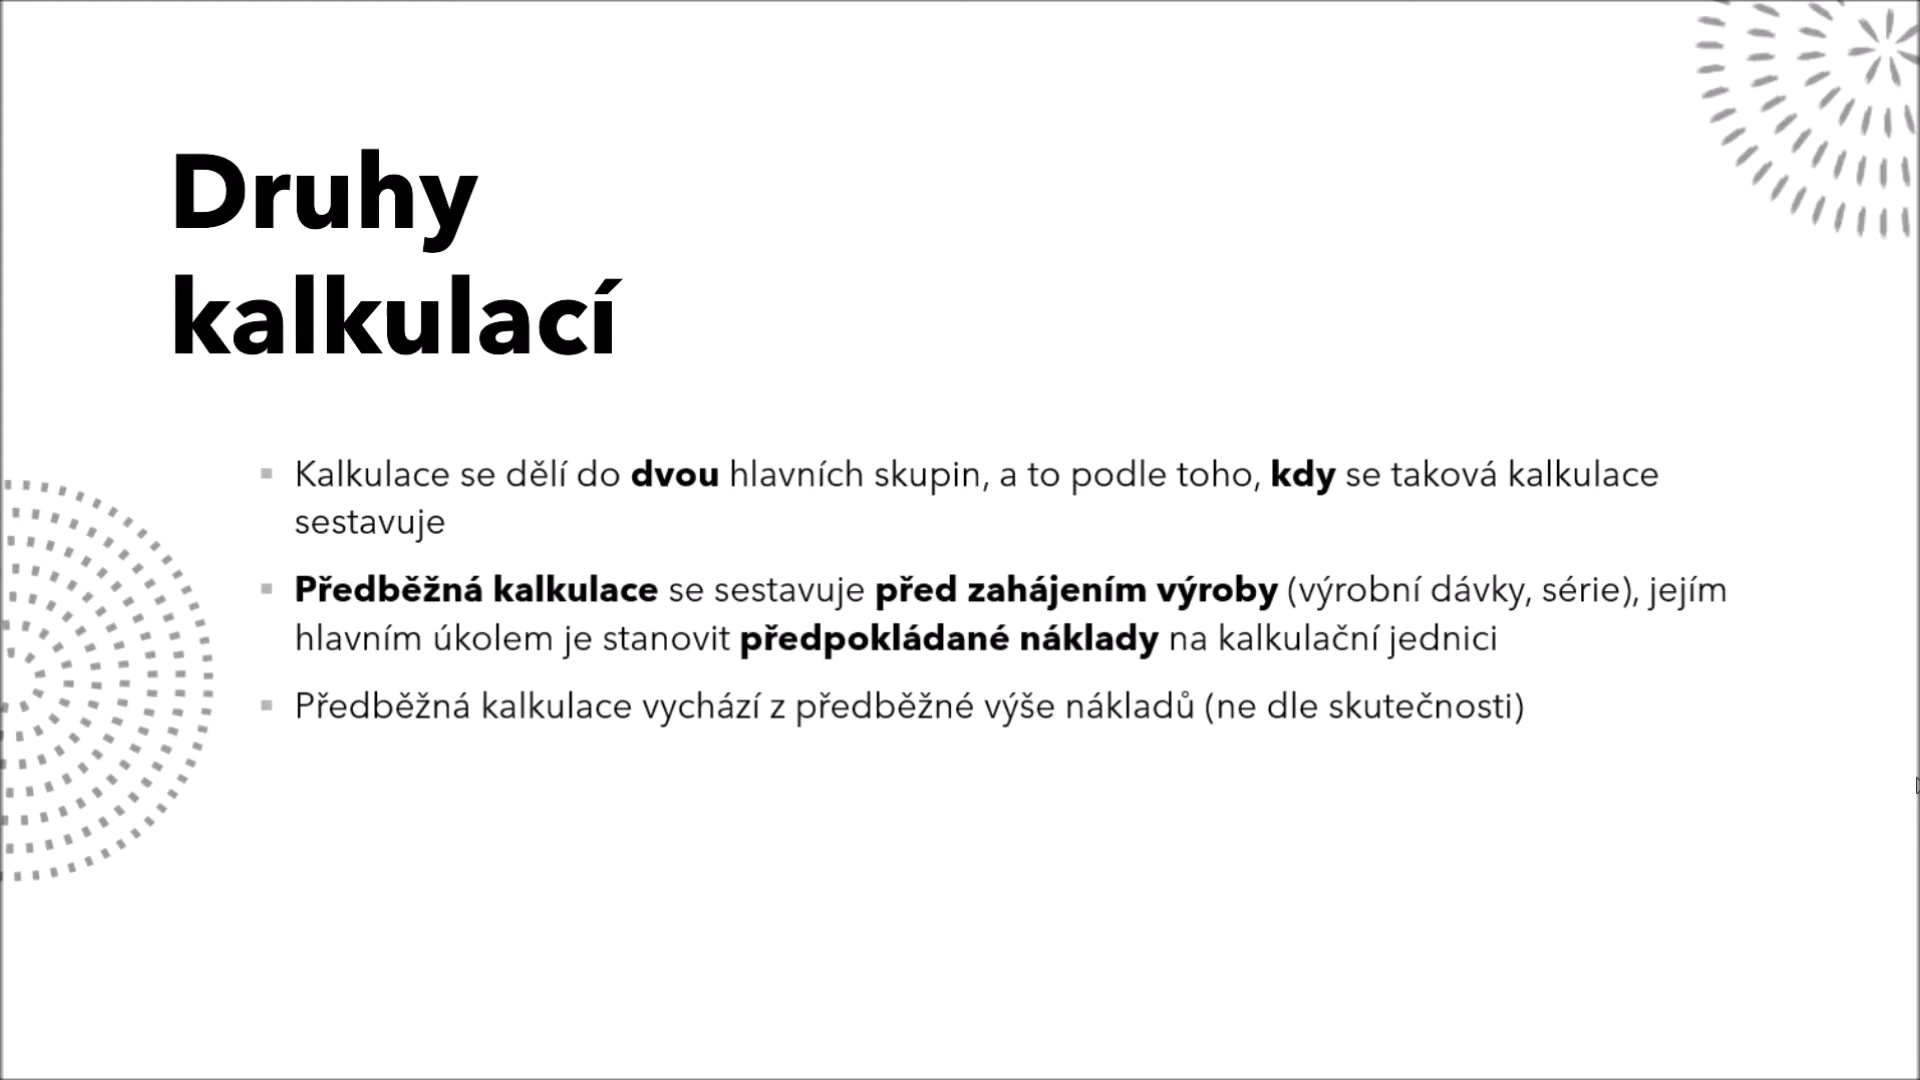 Druhy
kalkulací
Kalkulace se dělí do dvou hlavních skupin, a to podle toho, kdy se taková kalkulace
sestavuje
Předběžná kalkulace se sestavuje před zahájením výroby (výrobní dávky, série), jejím
hlavním úkolem je stanovit předpokládané náklady na kalkulační jednici
Předběžná kalkulace vychází z předběžné výše nákladů (ne dle skutečnosti)